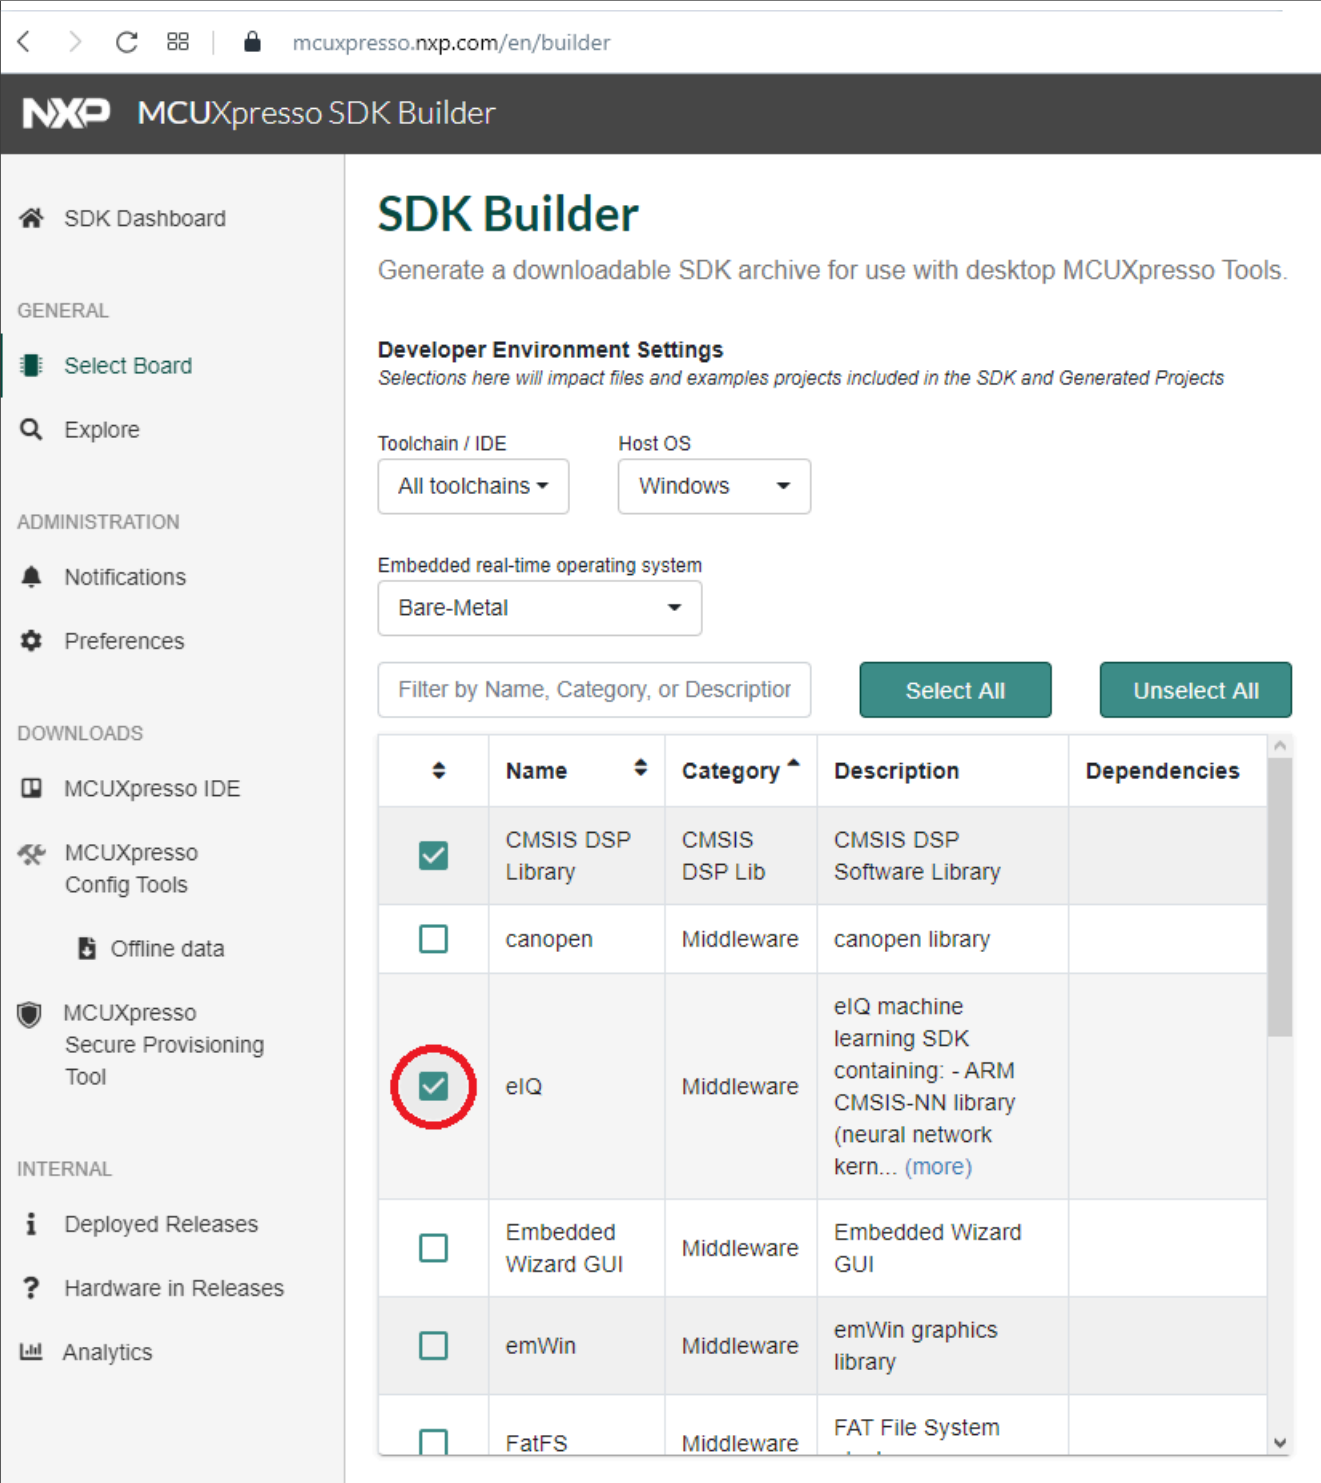 mcuxpresso.nxp.com/en/builder
NXP MCUXpresso SDK Builder
SDK Dashboard
GENERAL
Select Board
Explore
ADMINISTRATION
Notifications
Preferences
DOWNLOADS
MCUXpresso IDE
MCUXpresso
Config Tools
Offline data
MCUXpresso
Secure Provisioning
Tool
INTERNAL
Deployed Releases
Hardware in Releases
Analytics
SDK Builder
Generate a downloadable SDK archive for use with desktop MCUXpresso Tools.
Developer Environment Settings
Selections here will impact files and examples projects included in the SDK and Generated Projects
Toolchain / IDE
Host OS
All toolchains
Windows
Embedded real-time operating system
Bare-Metal
Filter by Name, Category, or Description
Select All
Unselect All
Name
Category
Description
Dependencies
CMSIS DSP
Library
CMSIS
DSP Lib
CMSIS DSP
Software Library
canopen
Middleware
canopen library
eIQ
Middleware
eIQ machine
learning SDK
containing: - ARM
CMSIS-NN library
(neural network
kern... (more)
Embedded
Wizard GUI
Middleware
Embedded Wizard
GUI
emWin
Middleware
emWin graphics
library
FatFS
Middleware
FAT File System